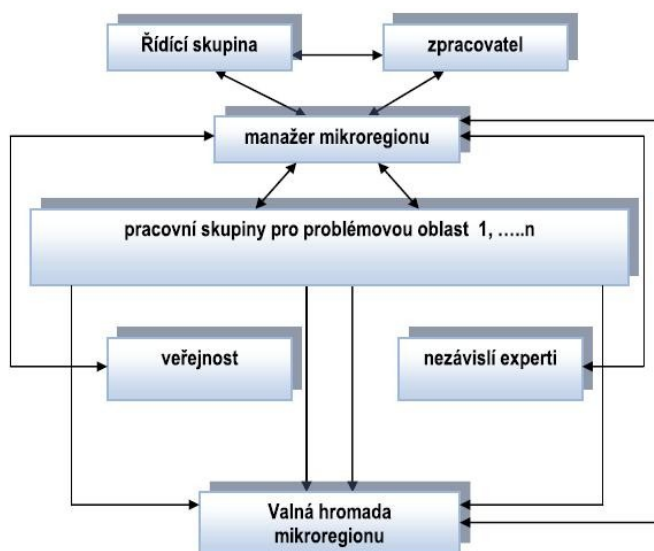 Řídící skupina
zpracovatel
manažer mikroregionu
pracovní skupiny pro problémovou oblast 1, …..n
veřejnost
nezávislí experti
Valná hromada
mikroregionu